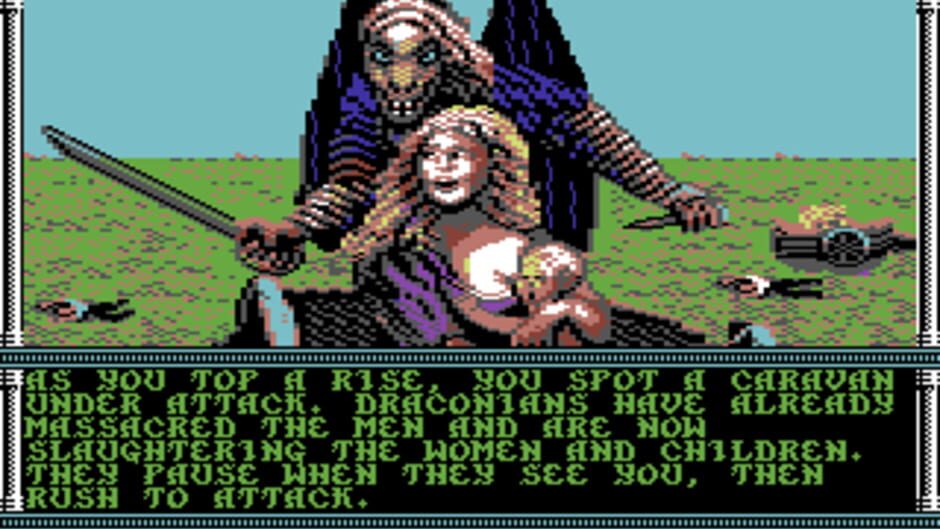 AS YOU TOP A RISE, YOU SPOT A CARAVAN
UNDER ATTACK. DRACONIANS HAVE ALREADY
MASSACRED THE MEN AND ARE NOW
SLAUGHTERING THE WOMEN AND CHILDREN.
THEY PAUSE WHEN THEY SEE YOU, THEN
RUSH TO ATTACK.